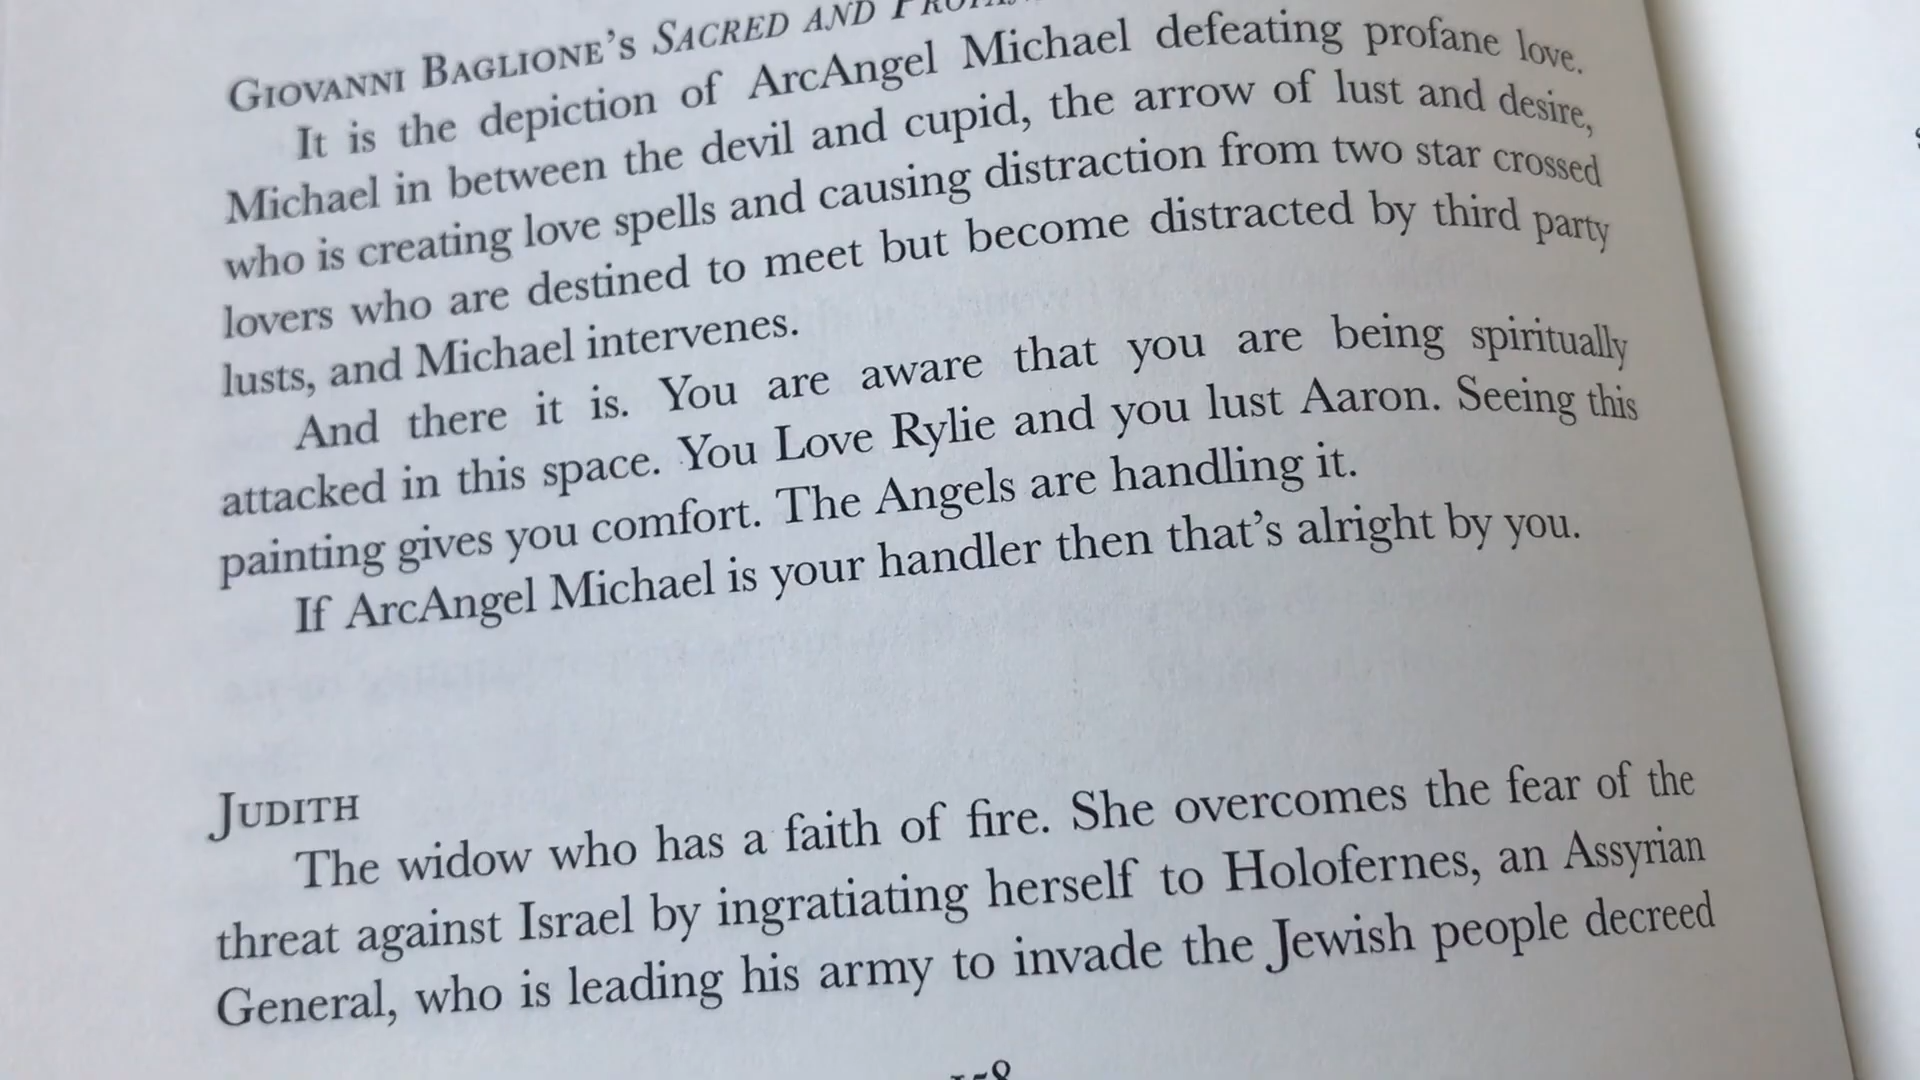 GIOVANNI BAGLIONE'S SACRED AND
It is the depiction of ArcAngel Michael defeating profane love.
Michael in between the devil and cupid, the arrow of lust and desire,
who is creating love spells and causing distraction from two star crossed
lovers who are destined to meet but become distracted by third party
lusts, and Michael intervenes.
And there it is. You are aware that you are being spiritually
attacked in this space. You Love Rylie and you lust Aaron. Seeing this
painting gives you comfort. The Angels are handling it.
If ArcAngel Michael is your handler then that's alright by you.
JUDITH
The widow who has a faith of fire. She overcomes the fear of the
threat against Israel by ingratiating herself to Holofernes, an Assyrian
General, who is leading his army to invade the Jewish people decreed